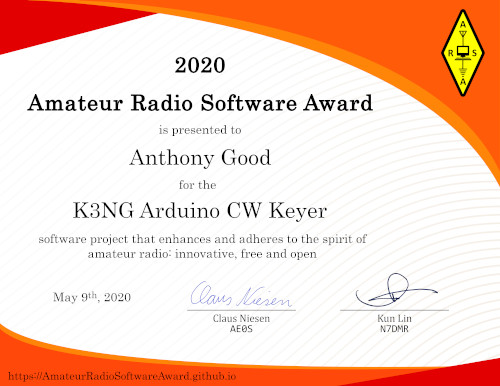 2020
Amateur Radio Software Award
is presented to
Anthony Good
for the
K3NG Arduino CW Keyer
software project that enhances and adheres to the spirit of
amateur radio: innovative, free and open
May 9th, 2020
Claus Niesen
Claus Niesen
AE0S
Kun Lin
N7DMR
https://AmateurRadioSoftwareAward.github.io
A
R S
A